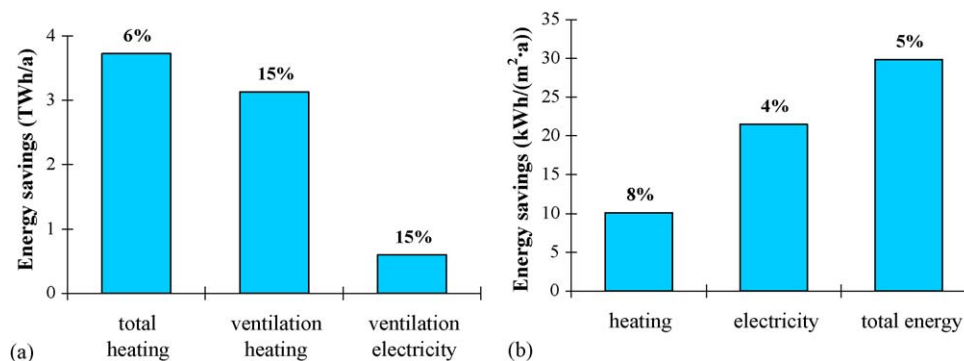 Energy savings (TWh/a)
4
3
2
1
0
6%
15%
15%
total
heating
ventilation
heating
ventilation
electricity
(a)
Energy savings (kWh/(m²·a))
35
30
25
20
15
10
5
0
8%
4%
5%
heating
electricity
total energy
(b)